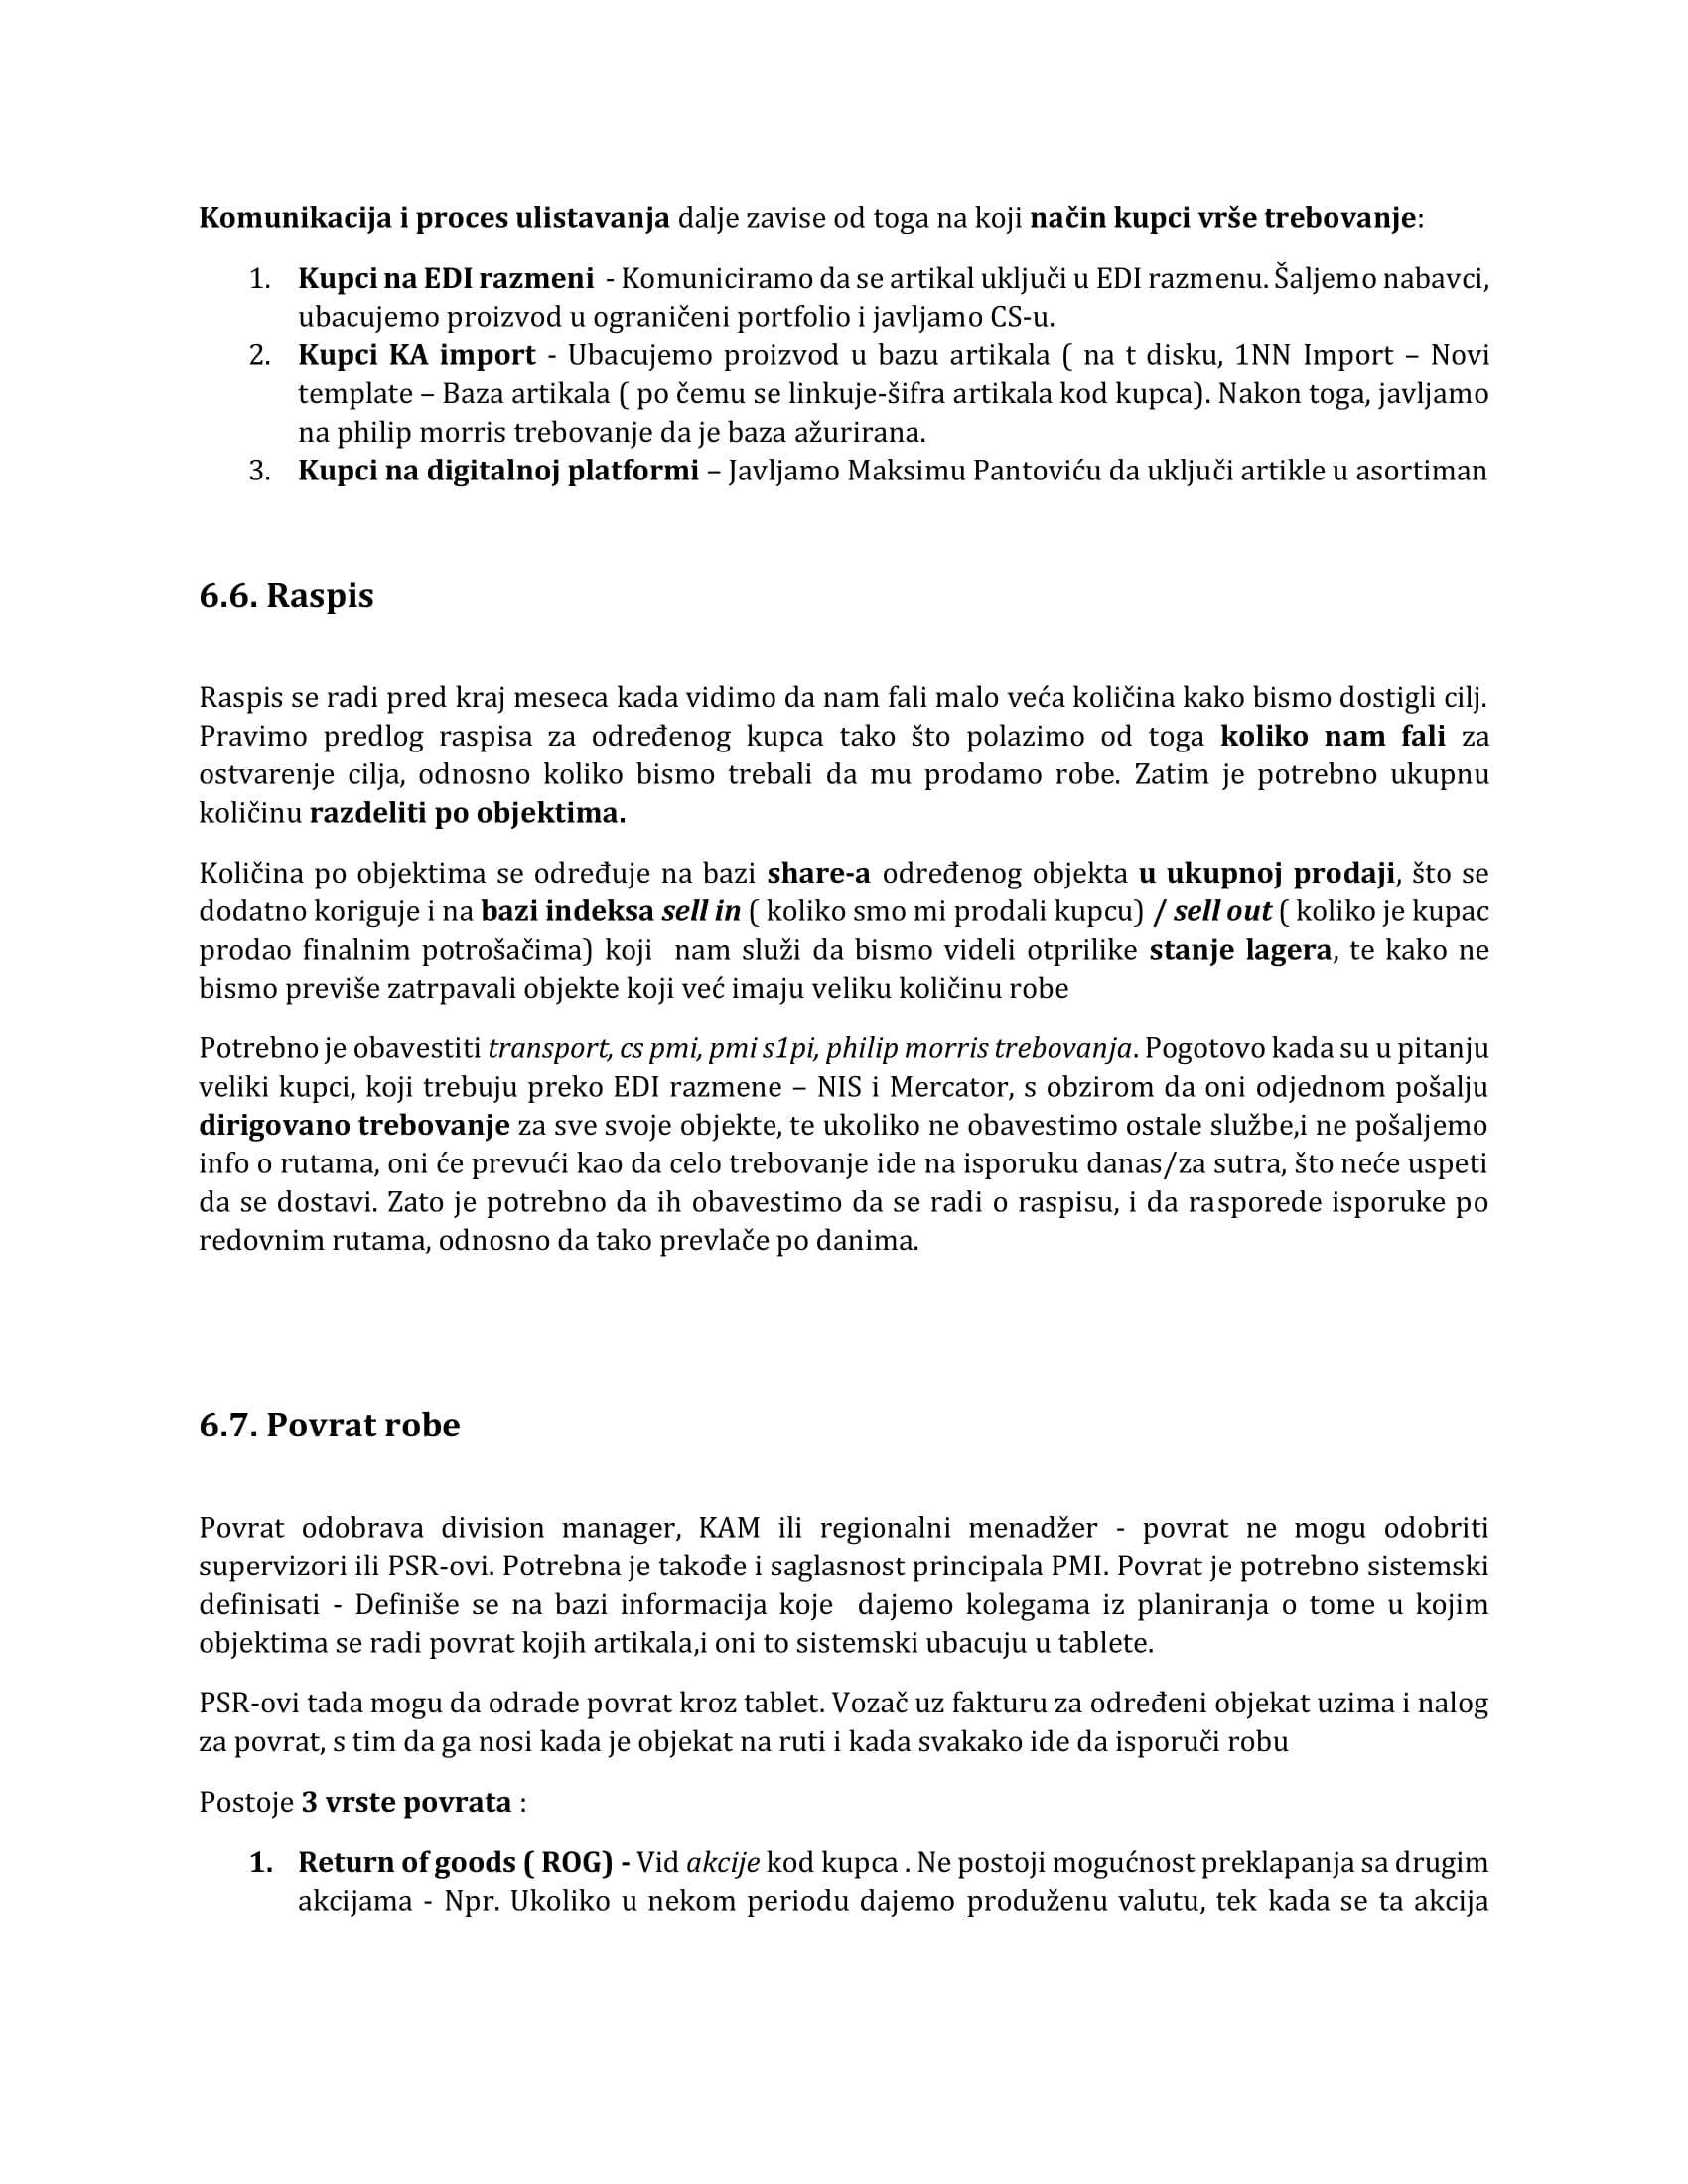 Komunikacija i proces ulistavanja dalje zavise od toga na koji način kupci vrše trebovanje:
1. Kupci na EDI razmeni - Komuniciramo da se artikal uključi u EDI razmenu. Šaljemo nabavci,
ubacujemo proizvod u ograničeni portfolio i javljamo CS-u.
2. Kupci KA import - Ubacujemo proizvod u bazu artikala ( na t disku, 1NN Import – Novi
template – Baza artikala ( po čemu se linkuje-šifra artikala kod kupca). Nakon toga, javljamo
na philip morris trebovanje da je baza ažurirana.
3. Kupci na digitalnoj platformi – Javljamo Maksimu Pantoviću da uključi artikle u asortiman
6.6. Raspis
Raspis se radi pred kraj meseca kada vidimo da nam fali malo veća količina kako bismo dostigli cilj.
Pravimo predlog raspisa za određenog kupca tako što polazimo od toga koliko nam fali za
ostvarenje cilja, odnosno koliko bismo trebali da mu prodamo robe. Zatim je potrebno ukupnu
količinu razdeliti po objektima.
Količina po objektima se određuje na bazi share-a određenog objekta u ukupnoj prodaji, što se
dodatno koriguje i na bazi indeksa sell in ( koliko smo mi prodali kupcu) / sell out ( koliko je kupac
prodao finalnim potrošačima) koji nam služi da bismo videli otprilike stanje lagera, te kako ne
bismo previše zatrpavali objekte koji već imaju veliku količinu robe
Potrebno je obavestiti transport, cs pmi, pmi s1pi, philip morris trebovanja. Pogotovo kada su u pitanju
veliki kupci, koji trebuju preko EDI razmene – NIS i Mercator, s obzirom da oni odjednom pošalju
dirigovano trebovanje za sve svoje objekte, te ukoliko ne obavestimo ostale službe,i ne pošaljemo
info o rutama, oni će prevući kao da celo trebovanje ide na isporuku danas/za sutra, što neće uspeti
da se dostavi. Zato je potrebno da ih obavestimo da se radi o raspisu, i da rasporede isporuke po
redovnim rutama, odnosno da tako prevlače po danima.
6.7. Povrat robe
Povrat odobrava division manager, KAM ili regionalni menadžer - povrat ne mogu odobriti
supervizori ili PSR-ovi. Potrebna je takođe i saglasnost principala PMI. Povrat je potrebno sistemski
definisati - Definiše se na bazi informacija koje dajemo kolegama iz planiranja o tome u kojim
objektima se radi povrat kojih artikala,i oni to sistemski ubacuju u tablete.
PSR-ovi tada mogu da odrade povrat kroz tablet. Vozač uz fakturu za određeni objekat uzima i nalog
za povrat, s tim da ga nosi kada je objekat na ruti i kada svakako ide da isporuči robu
Postoje 3 vrste povrata :
1. Return of goods ( ROG) - Vid akcije kod kupca . Ne postoji mogućnost preklapanja sa drugim
akcijama - Npr. Ukoliko u nekom periodu dajemo produženu valutu, tek kada se ta akcija